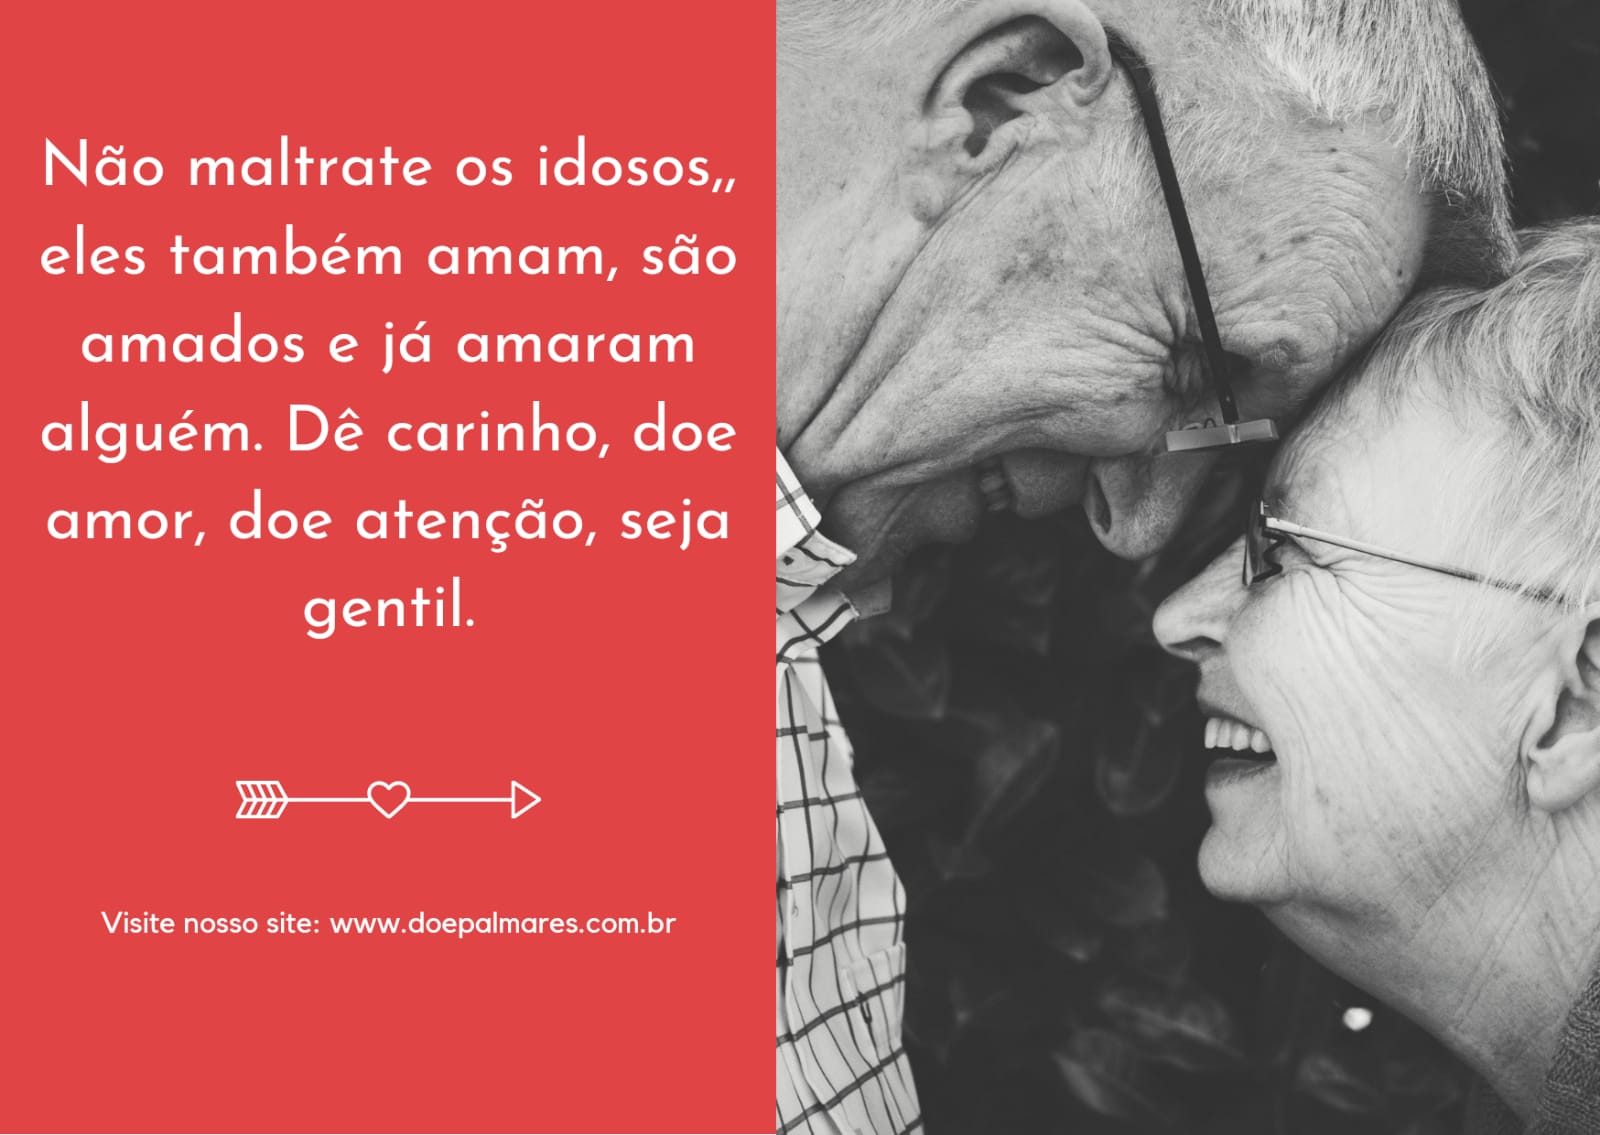 Não maltrate os idosos,,
eles também amam, são
amados e já amaram
alguém. Dê carinho, doe
amor, doe atenção, seja
gentil.
Visite nosso site: www.doepalmares.com.br